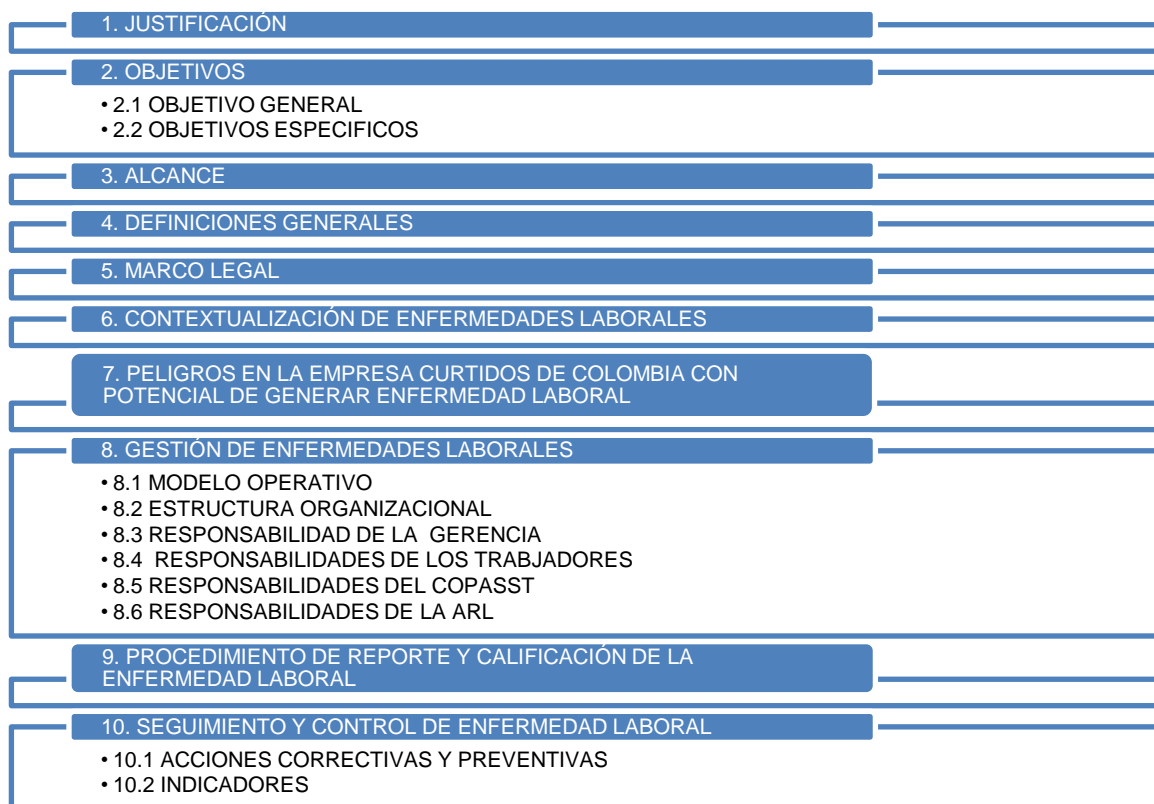 1. JUSTIFICACIÓN
2. OBJETIVOS
• 2.1 OBJETIVO GENERAL
• 2.2 OBJETIVOS ESPECIFICOS
3. ALCANCE
4. DEFINICIONES GENERALES
5. MARCO LEGAL
6. CONTEXTUALIZACIÓN DE ENFERMEDADES LABORALES
7. PELIGROS EN LA EMPRESA CURTIDOS DE COLOMBIA CON
POTENCIAL DE GENERAR ENFERMEDAD LABORAL
8. GESTIÓN DE ENFERMEDADES LABORALES
• 8.1 MODELO OPERATIVO
• 8.2 ESTRUCTURA ORGANIZACIONAL
• 8.3 RESPONSABILIDAD DE LA GERENCIA
• 8.4 RESPONSABILIDADES DE LOS TRABJADORES
• 8.5 RESPONSABILIDADES DEL COPASST
• 8.6 RESPONSABILIDADES DE LA ARL
9. PROCEDIMIENTO DE REPORTE Y CALIFICACIÓN DE LA
ENFERMEDAD LABORAL
10. SEGUIMIENTO Y CONTROL DE ENFERMEDAD LABORAL
• 10.1 ACCIONES CORRECTIVAS Y PREVENTIVAS
• 10.2 INDICADORES